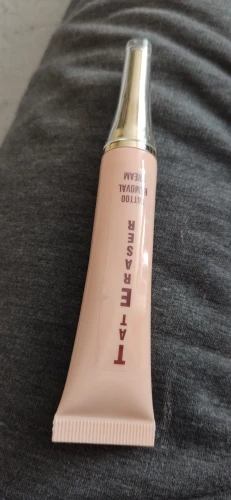 TAT ERASER
TATTOO
REMOVAL
CREAM